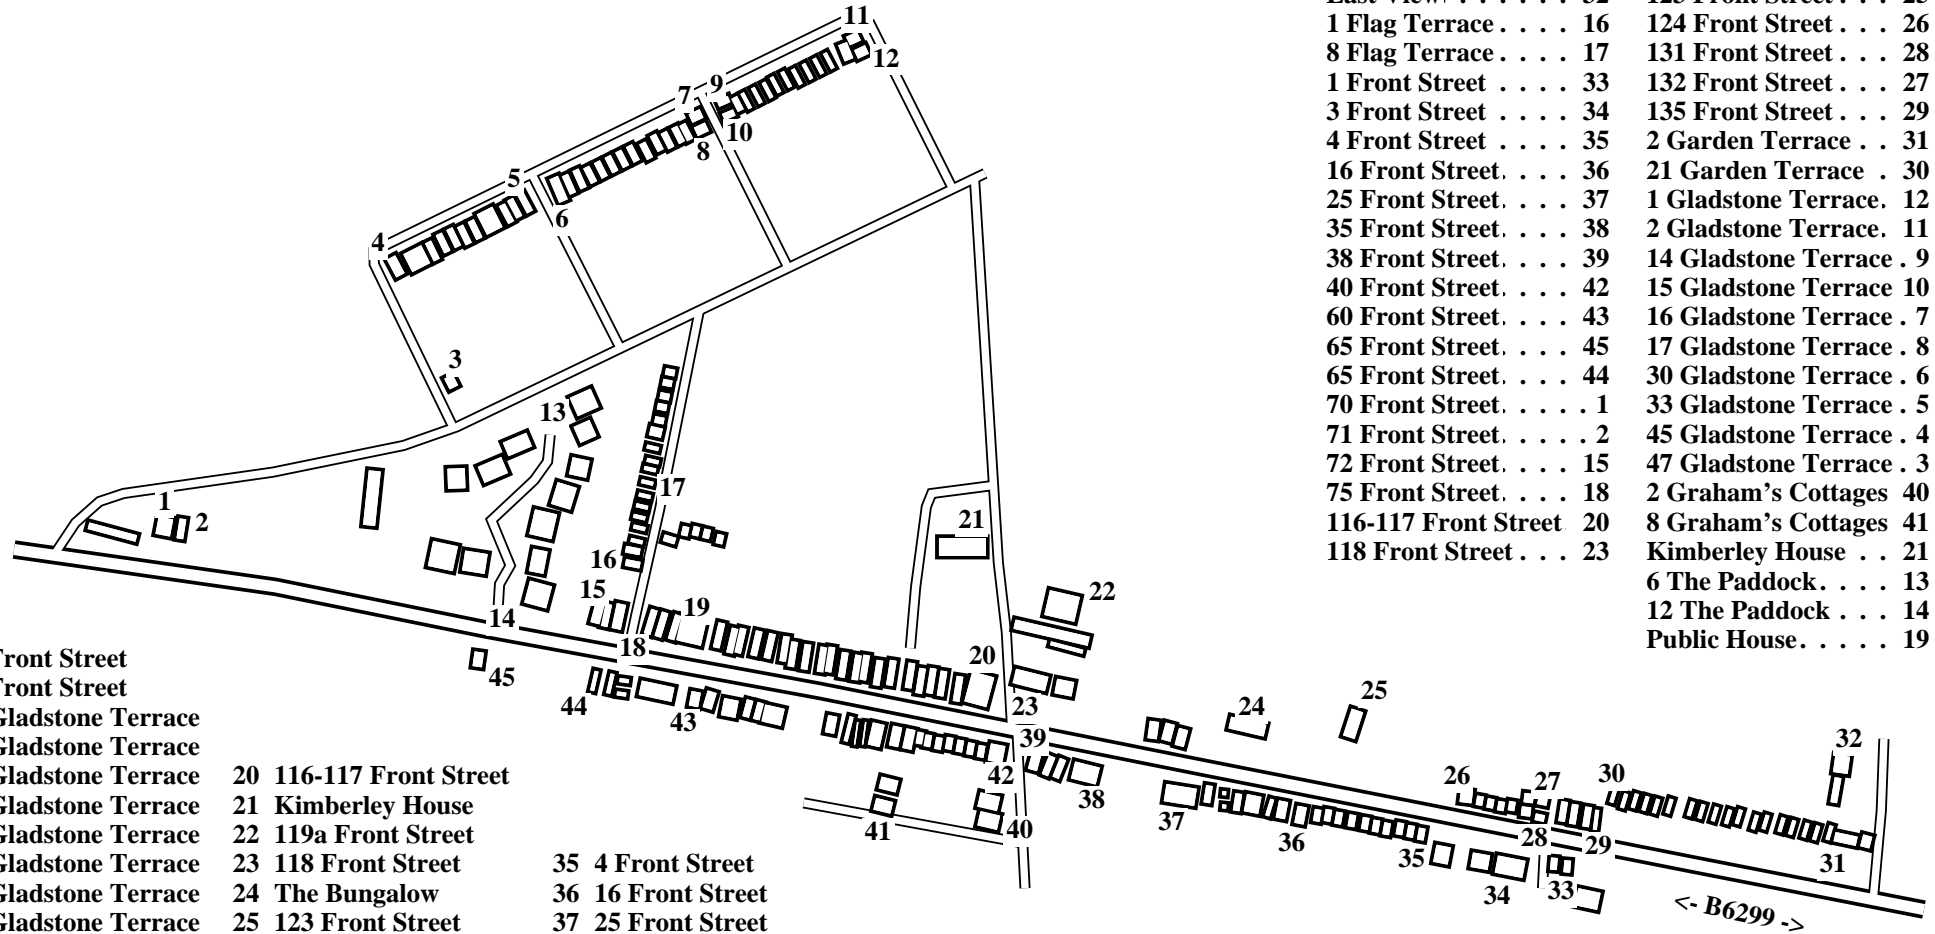 11
12
9
7
10
8
5
6
4
3
13
17
1
2
16
21
15
19
22
14
18
20
45
44
43
23
24
25
39
42
38
32
26
27
30
37
41
40
36
28
29
35
31
34
33
<- B6299 ->
1 Flag Terrace . . . . 16
8 Flag Terrace . . . . 17
1 Front Street . . . . 33
3 Front Street . . . . 34
4 Front Street . . . . 35
16 Front Street. . . . 36
25 Front Street. . . . 37
35 Front Street. . . . 38
38 Front Street. . . . 39
40 Front Street. . . . 42
60 Front Street. . . . 43
65 Front Street. . . . 45
65 Front Street. . . . 44
70 Front Street. . . . . 1
71 Front Street. . . . . 2
72 Front Street. . . . 15
75 Front Street. . . . 18
116-117 Front Street 20
118 Front Street . . . 23
124 Front Street . . . 26
131 Front Street . . . 28
132 Front Street . . . 27
135 Front Street . . . 29
2 Garden Terrace . . 31
21 Garden Terrace . 30
1 Gladstone Terrace. 12
2 Gladstone Terrace. 11
14 Gladstone Terrace . 9
15 Gladstone Terrace 10
16 Gladstone Terrace . 7
17 Gladstone Terrace . 8
30 Gladstone Terrace . 6
33 Gladstone Terrace . 5
45 Gladstone Terrace . 4
47 Gladstone Terrace . 3
2 Graham's Cottages 40
8 Graham's Cottages 41
Kimberley House . . 21
6 The Paddock. . . . 13
12 The Paddock . . . 14
Public House. . . . . 19
Front Street
Front Street
Gladstone Terrace
Gladstone Terrace
Gladstone Terrace
Gladstone Terrace
Gladstone Terrace
Gladstone Terrace
Gladstone Terrace
Gladstone Terrace
20 116-117 Front Street
21 Kimberley House
22 119a Front Street
23 118 Front Street
24 The Bungalow
25 123 Front Street
35 4 Front Street
36 16 Front Street
37 25 Front Street